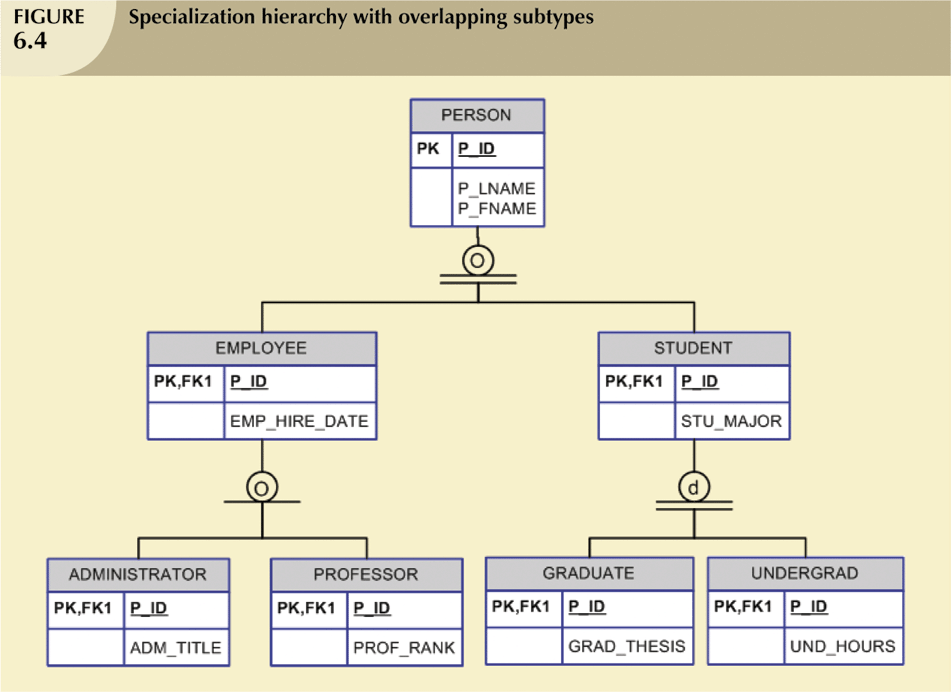 FIGURE
6.4
Specialization hierarchy with overlapping subtypes
PERSON
PK P_ID
P_LNAME
P_FNAME
O
EMPLOYEE
PK,FK1 P_ID
EMP_HIRE_DATE
STUDENT
PK,FK1 P_ID
STU_MAJOR
O
d
ADMINISTRATOR
PK,FK1 P_ID
ADM_TITLE
PROFESSOR
PK,FK1 P_ID
PROF_RANK
GRADUATE
PK,FK1 P_ID
GRAD_THESIS
UNDERGRAD
PK,FK1 P_ID
UND_HOURS